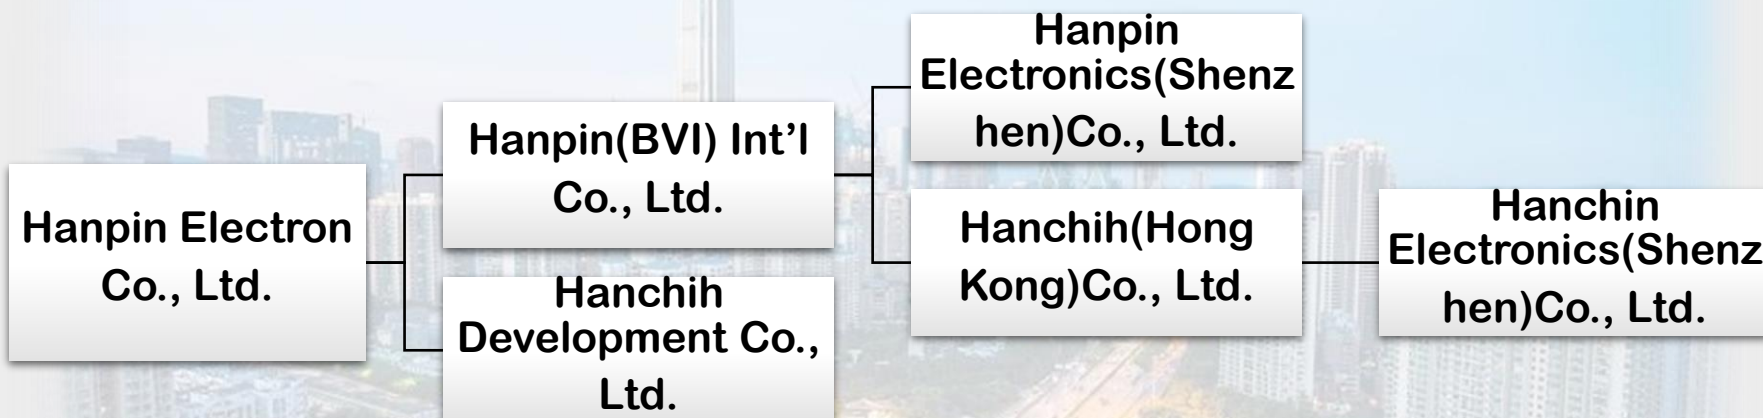 Hanpin Electron
Co., Ltd.
Hanpin(BVI) Int’l
Co., Ltd.
Hanchih
Development Co.,
Ltd.
Hanpin
Electronics(Shenz
hen)Co., Ltd.
Hanchih(Hong
Kong)Co., Ltd.
Hanchin
Electronics(Shenz
hen)Co., Ltd.